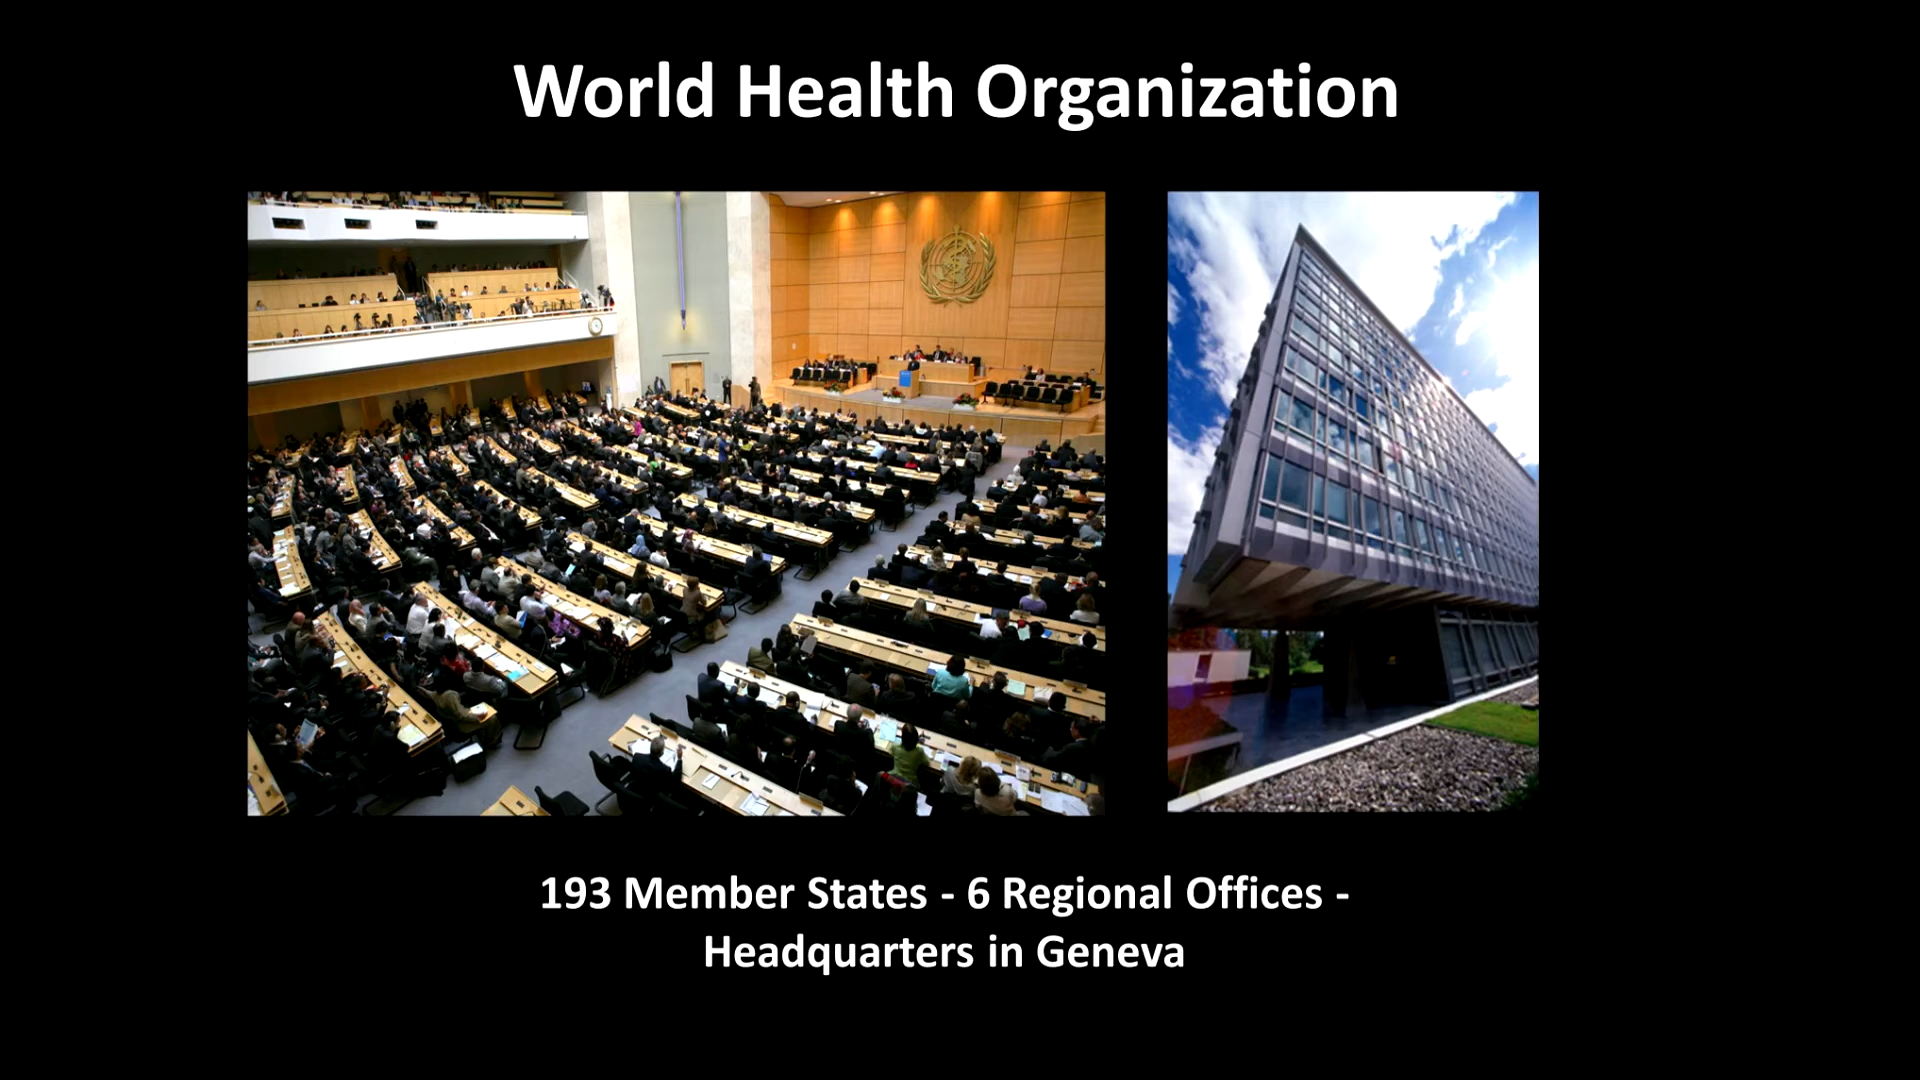 World Health Organization
193 Member States - 6 Regional Offices -
Headquarters in Geneva